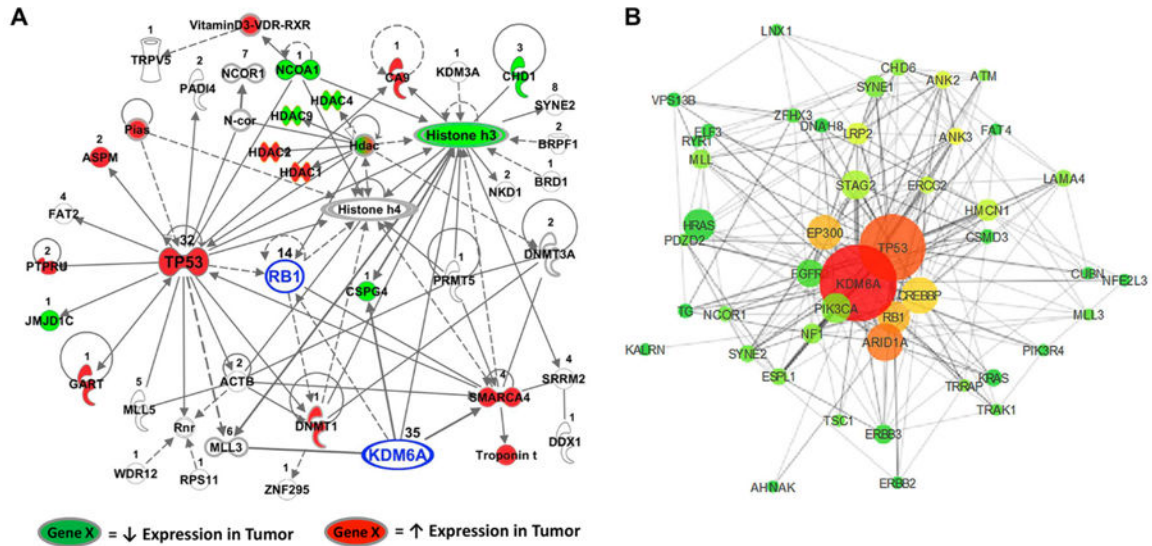 A
VitaminD3-VDR-RXR
1
TRPV5
2
PADI4
7
NCOR1
1
NCOA1
1
CA9
1
KDM3A
3
CHD1
8
SYNE2
HDAC4
HDAC9
N-cor
Pias
Histone h3
2
BRPF1
2
ASPM
HDAC2
HDAC1
Hdac
1
BRD1
2
NKD1
4
FAT2
Histone h4
32
TP53
2
PTPRU
14
RB1
1
CSPG4
5
PRMT5
2
DNMT3A
1
JMJD1C
1
GART
2
ACTB
5
MLL5
4
SMARCA4
4
SRRM2
Rnr
6
MLL3
1
DNMT1
35
KDM6A
1
DDX1
Troponin t
1
WDR12
1
RPS11
1
ZNF295
Gene X = ↓ Expression in Tumor
Gene X = ↑ Expression in Tumor
B
LNX1
CHD6
SYNE1
ANK2
ATM
VPS13B
ZFHX3
DNAH8
LRP2
ANK3
FAT4
ELF3
RYR1
MLL
STAG2
ERCC2
LAMA4
HRAS
PDZD2
EP300
TP53
HMCN1
CSMD3
FGFR3
KDM6A
CUBN
NFE2L3
TG
NCOR1
PIK3CA
CREBBP
RB1
MLL3
NF1
ARID1A
KALRN
SYNE2
PIK3R4
ESPL1
TRRAP
KRAS
TRAK1
TSC1
ERBB3
AHNAK
ERBB2